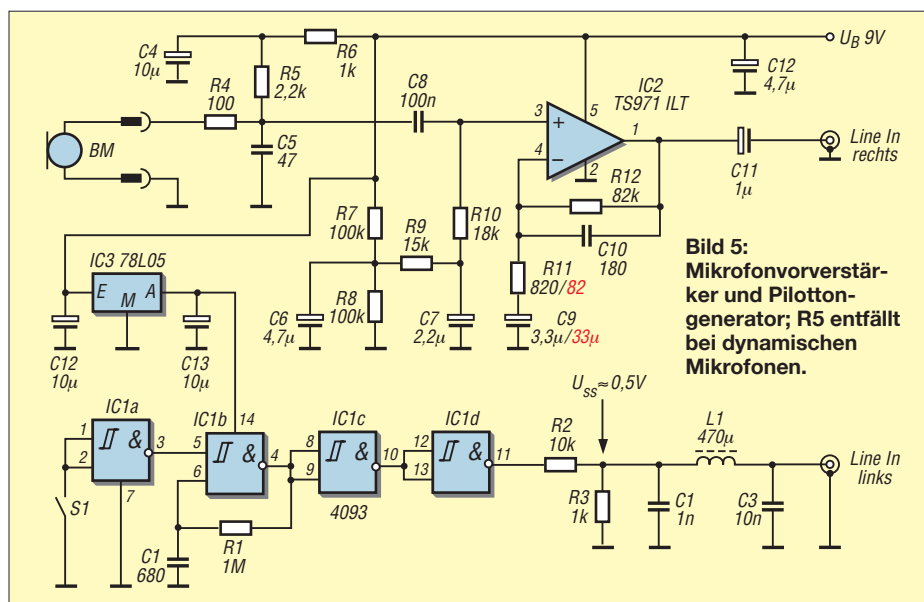 C4
10µ
R6
1k
U_B 9V
R4
100
R5
2,2k
C8
100n
IC2
TS971 ILT
C12
4,7µ
3
+
5
1
4
−
2
BM
C5
47
Line In
rechts
C11
1µ
R12
82k
R7
100k
R9
15k
R10
18k
C10
180
IC3 78L05
E
M
A
R11
820/82
C6
4,7µ
R8
100k
C7
2,2µ
C9
3,3µ/33µ
C12
10µ
C13
10µ
Bild 5:
Mikrofonvorverstär-
ker und Pilotton-
generator; R5 entfällt
bei dynamischen
Mikrofonen.
U_ss≈0,5V
IC1a
&
1
2
3
7
IC1b
&
14
5
6
4
IC1c
&
8
9
10
4093
IC1d
&
12
13
11
R2
10k
L1
470µ
Line In
links
S1
R1
1M
C1
680
R3
1k
C1
1n
C3
10n